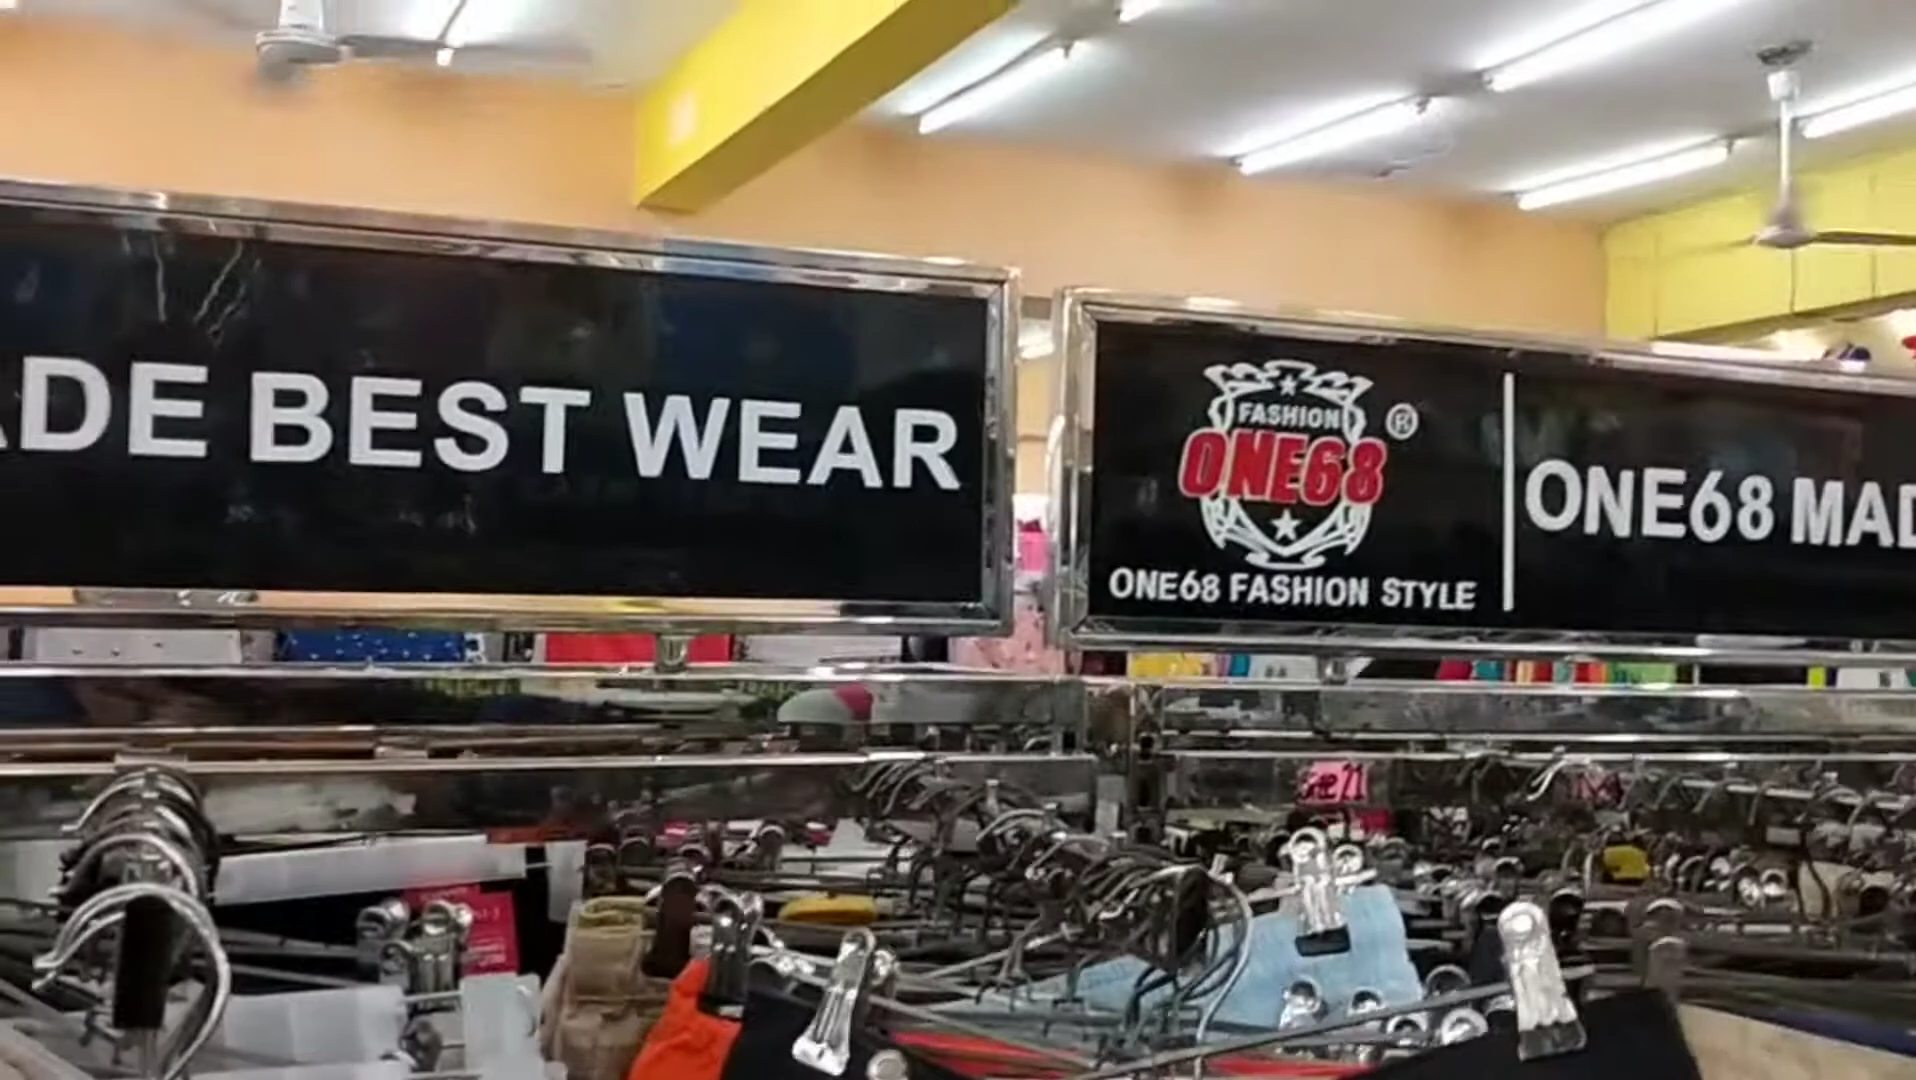 ADE BEST WEAR
FASHION
ONE68
®
ONE68 FASHION STYLE
ONE68 MAD